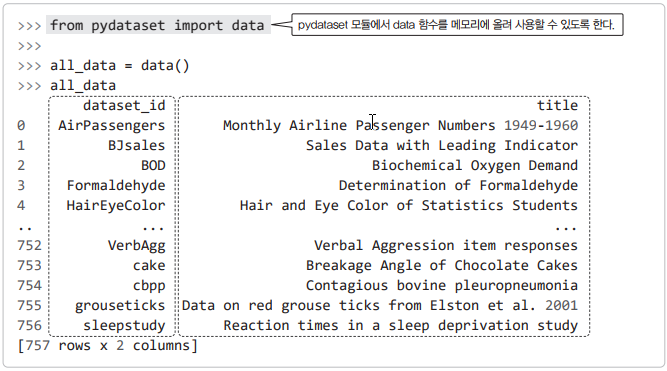 >>> from pydataset import data
pydataset 모듈에서 data 함수를 메모리에 올려 사용할 수 있도록 한다.
>>>
>>> all_data = data()
>>> all_data
dataset_id title
0 AirPassengers Monthly Airline Passenger Numbers 1949-1960
1 BJsales Sales Data with Leading Indicator
2 BOD Biochemical Oxygen Demand
3 Formaldehyde Determination of Formaldehyde
4 HairEyeColor Hair and Eye Color of Statistics Students
.. ... ...
752 VerbAgg Verbal Aggression item responses
753 cake Breakage Angle of Chocolate Cakes
754 cbpp Contagious bovine pleuropneumonia
755 grouseticks Data on red grouse ticks from Elston et al. 2001
756 sleepstudy Reaction times in a sleep deprivation study
[757 rows x 2 columns]